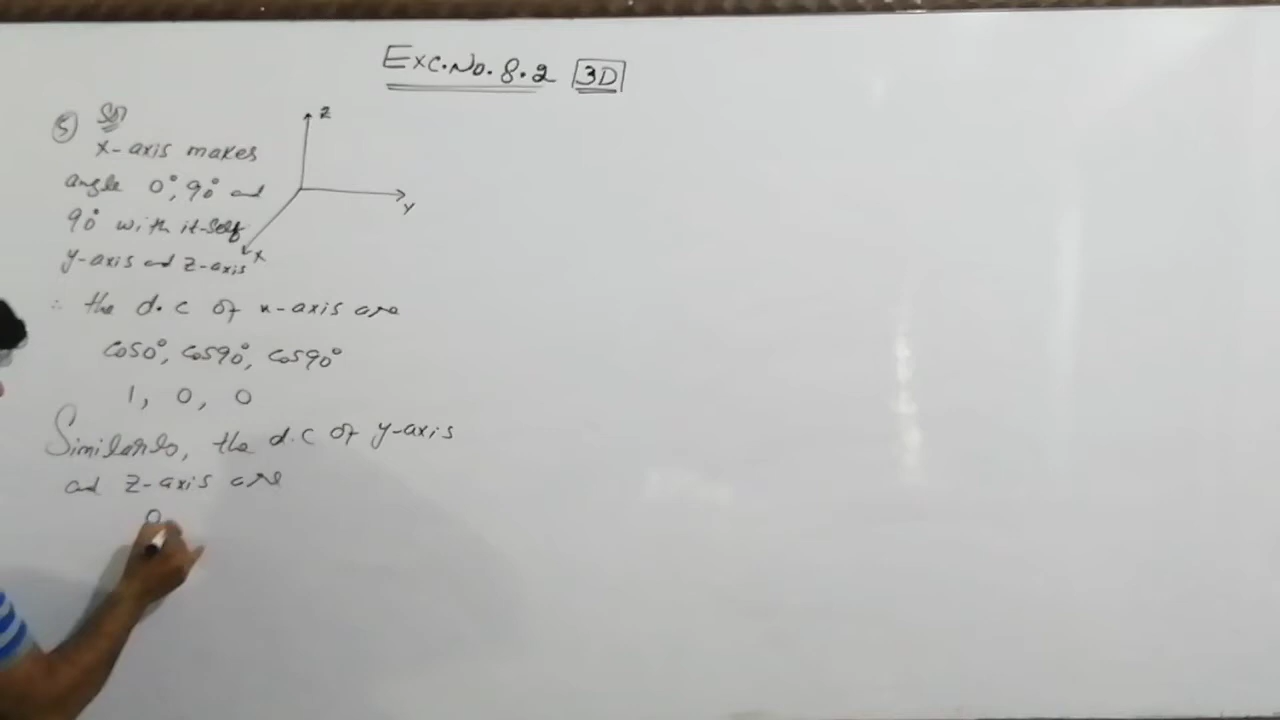 Exc.No.8.2 3D
5 Sol
x-axis makes
angle 0°, 90° and
90° with it-self
y-axis and z-axis
∴ the d.c of x-axis are
cos0°, cos90°, cos90°
1, 0, 0
Similarly, the d.c of y-axis
and z-axis are
0
z
y
x